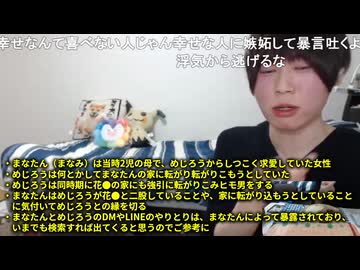 幸せなんて喜べない人じゃん幸せな人に嫉妬して暴言吐くよ
浮気から逃げるな
・まなたん（まなみ）は当時2児の母で、めじろうからしつこく求愛していた女性
・めじろうは何とかしてまなたんの家に転がり転がりこもうとしていた
・めじろうは同時期に花●の家にも強引に転がりこみヒモ男をする
・まなたんはめじろうが花●と二股していることや、家に転がり込もうとしていること
に気付いてめじろうとの縁を切る
・まなたんとめじろうのDMやLINEのやりとりは、まなたんによって暴露されており、
いまでも検索すれば出てくると思うのでご参考に